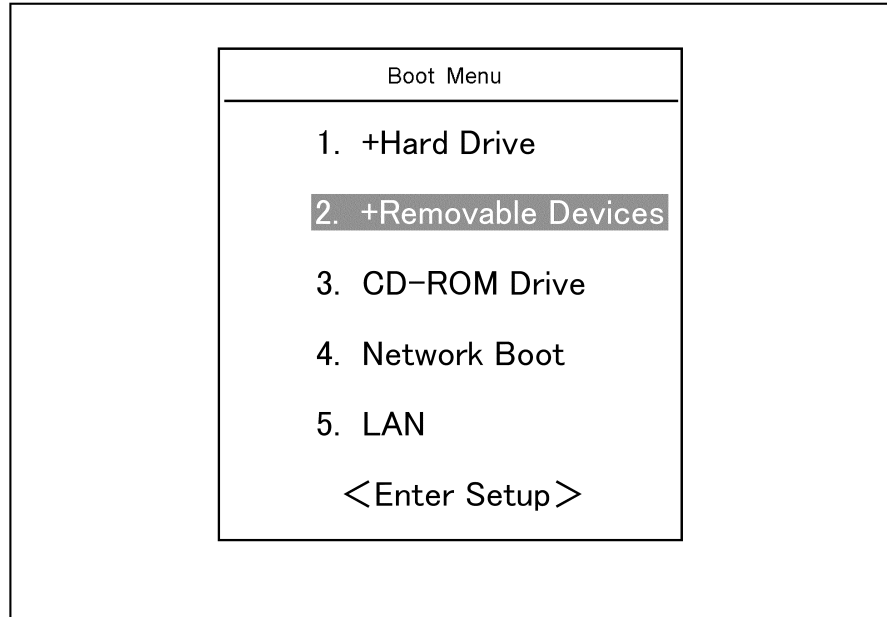 Boot Menu
1. +Hard Drive
2. +Removable Devices
3. CD-ROM Drive
4. Network Boot
5. LAN
<Enter Setup>